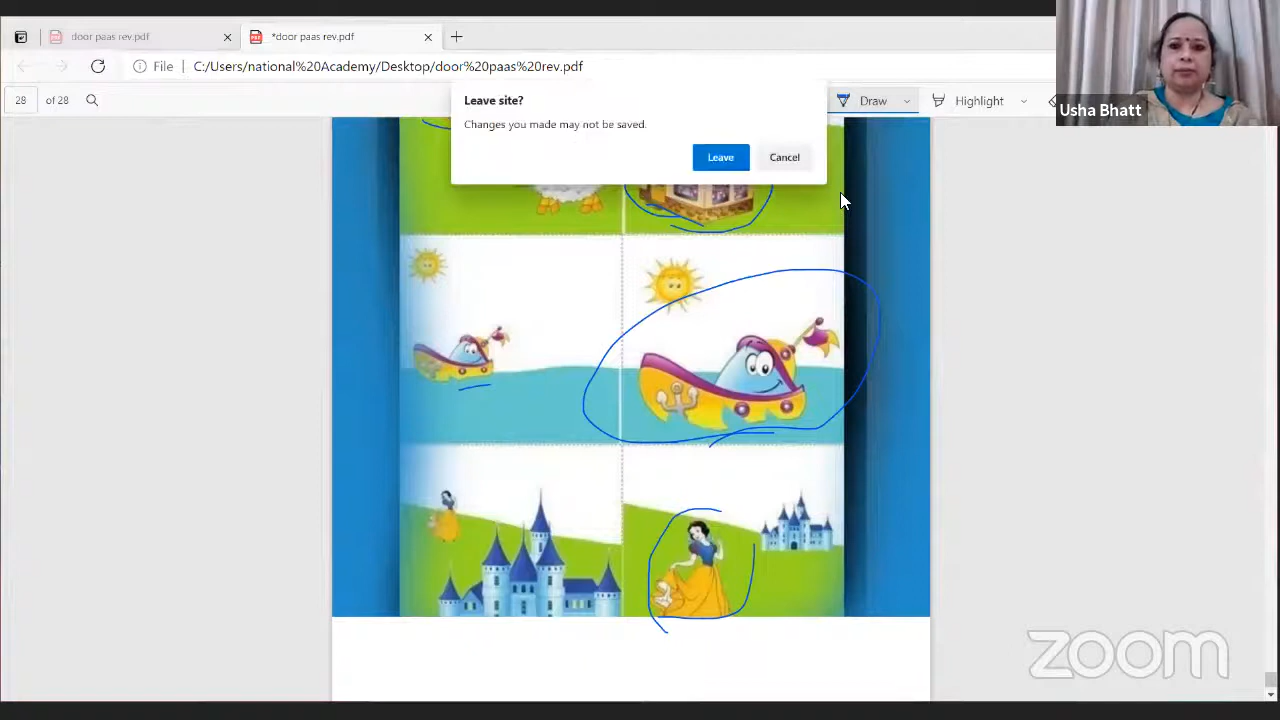 door paas rev.pdf
*door paas rev.pdf
File
C:/Users/national%20Academy/Desktop/door%20paas%20rev.pdf
28
of 28
Draw
Highlight
Leave site?
Changes you made may not be saved.
Leave
Cancel
Usha Bhatt
zoom